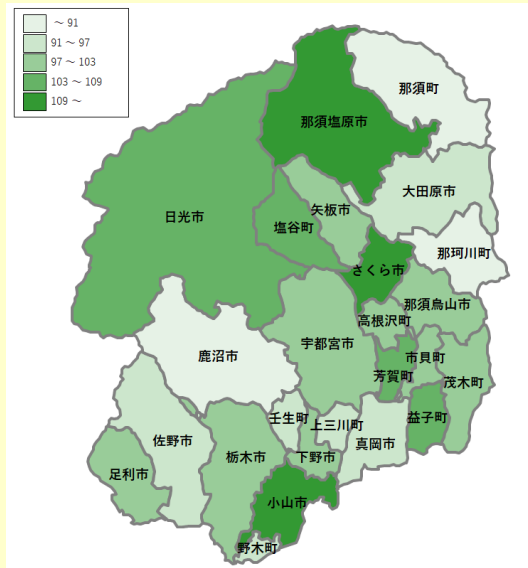 ～ 91
91 ～ 97
97 ～ 103
103 ～ 109
109 ～
那須町
那須塩原市
大田原市
矢板市
日光市
塩谷町
那珂川町
さくら市
那須烏山市
高根沢町
宇都宮市
鹿沼市
市貝町
芳賀町
茂木町
壬生町
益子町
上三川町
佐野市
真岡市
栃木市
下野市
足利市
小山市
野木町